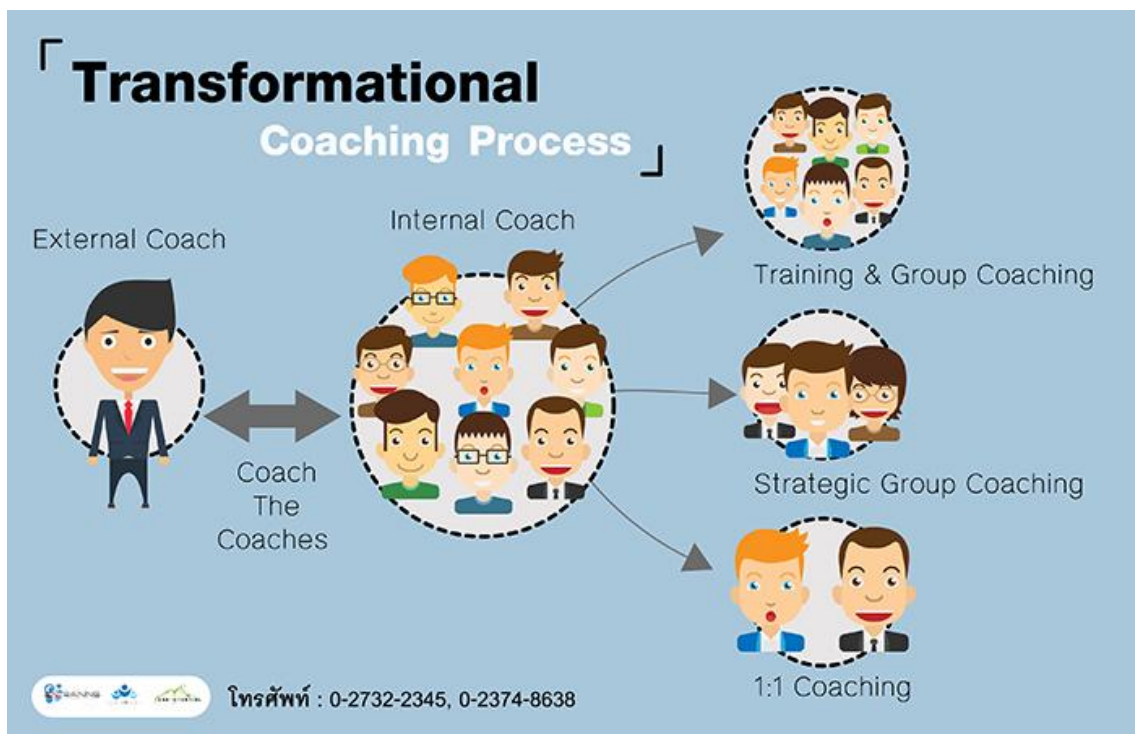 Transformational
Coaching Process
External Coach
Internal Coach
Coach
The
Coaches
Training & Group Coaching
Strategic Group Coaching
1:1 Coaching
โทรศัพท์ : 0-2732-2345, 0-2374-8638